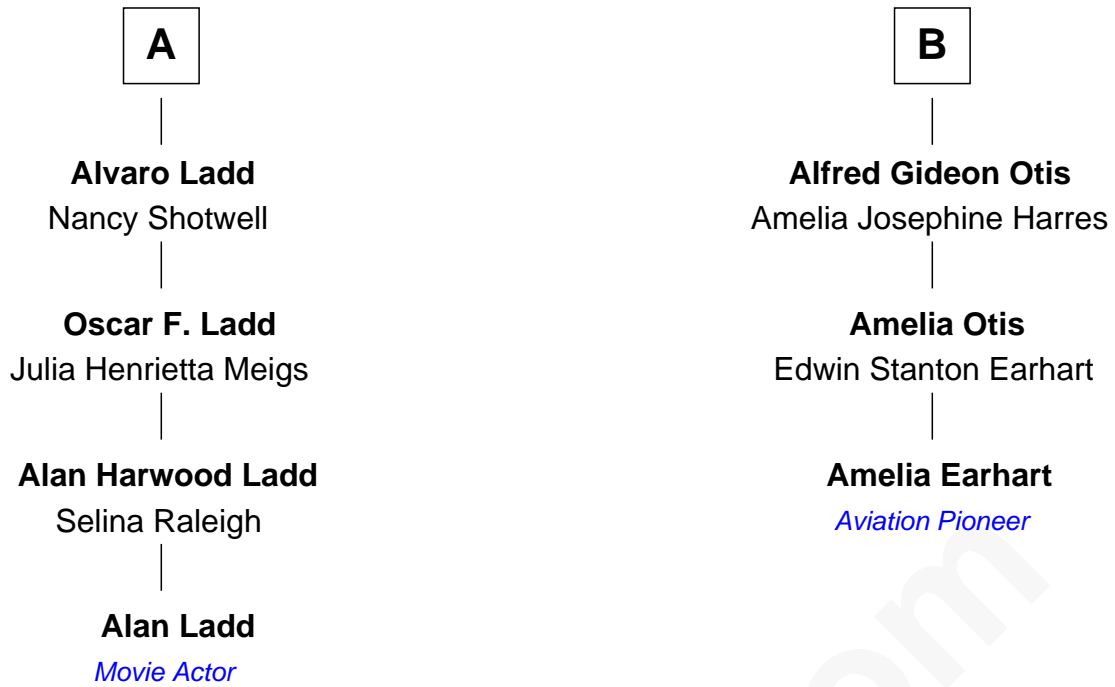 A
Alvaro Ladd
Nancy Shotwell
Oscar F. Ladd
Julia Henrietta Meigs
Alan Harwood Ladd
Selina Raleigh
Alan Ladd
Movie Actor
B
Alfred Gideon Otis
Amelia Josephine Harres
Amelia Otis
Edwin Stanton Earhart
Amelia Earhart
Aviation Pioneer
om